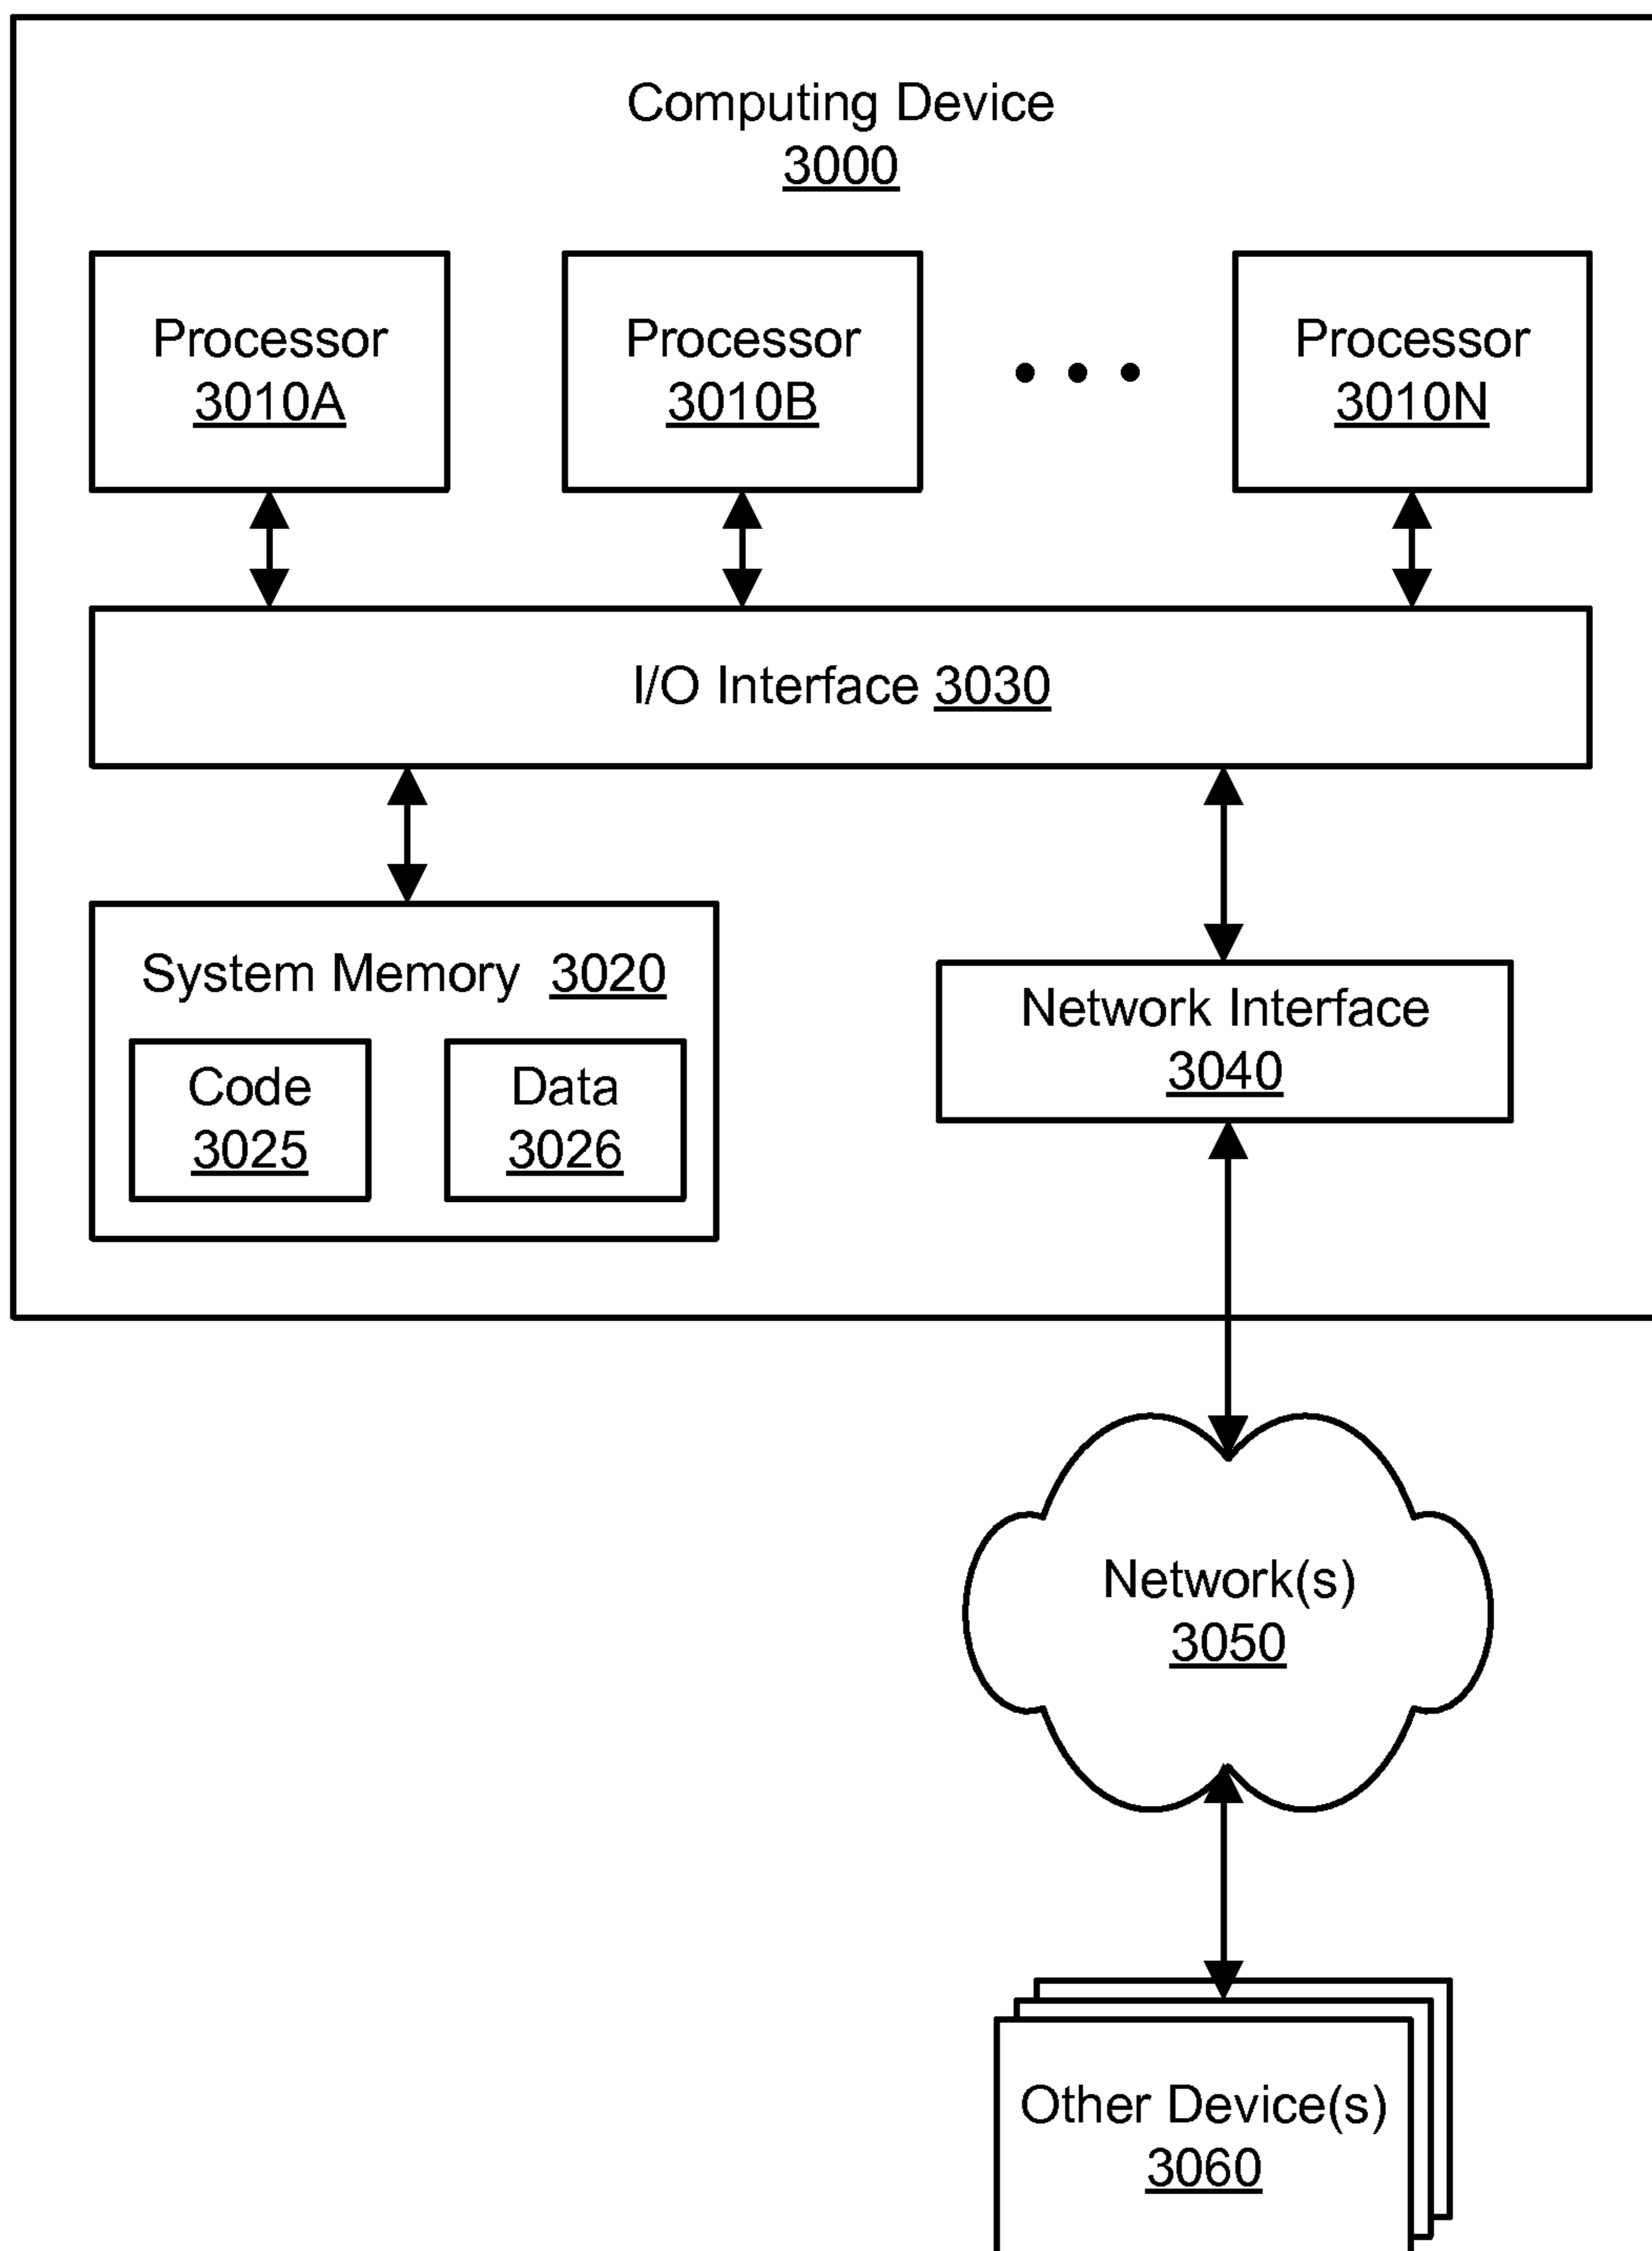 Computing Device
3000
Processor
3010A
Processor
3010B
Processor
3010N
I/O Interface 3030
System Memory 3020
Code
3025
Data
3026
Network Interface
3040
Network(s)
3050
Other Device(s)
3060